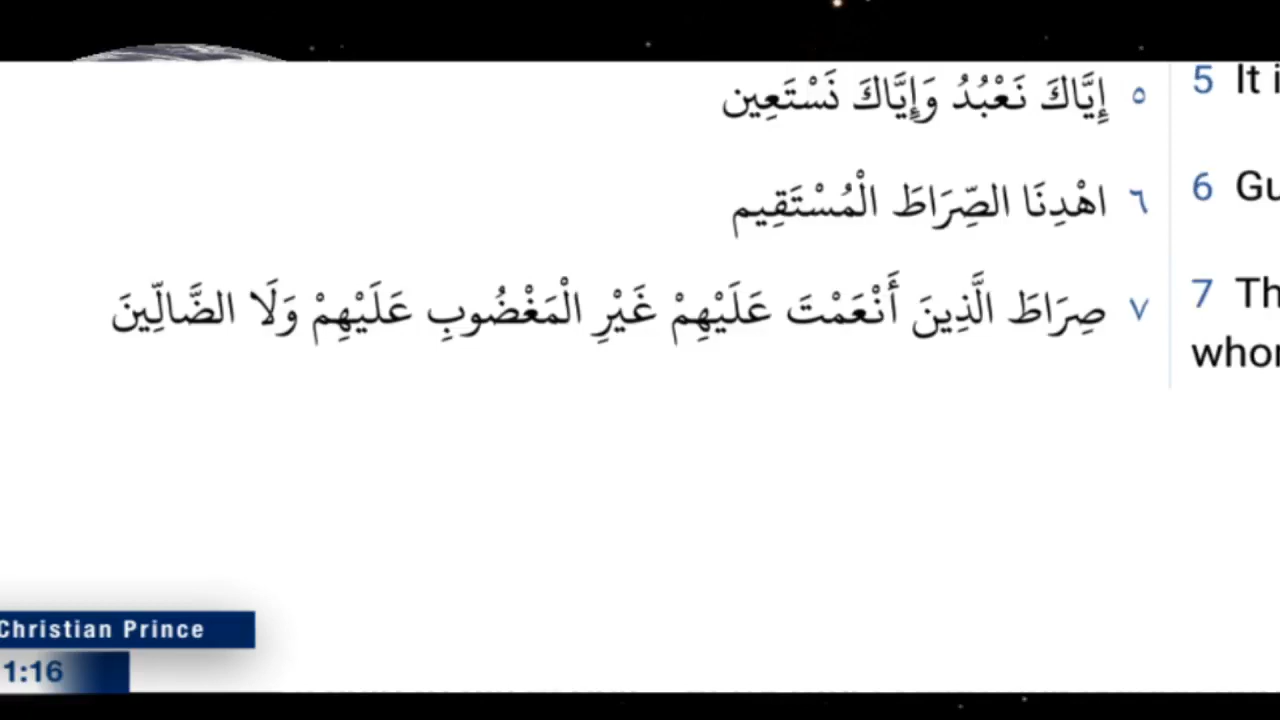 ٥ إِيَّاكَ نَعْبُدُ وَإِيَّاكَ نَسْتَعِين
5 It i
٦ اهْدِنَا الصِّرَاطَ الْمُسْتَقِيم
6 Gu
٧ صِرَاطَ الَّذِينَ أَنْعَمْتَ عَلَيْهِمْ غَيْرِ الْمَغْضُوبِ عَلَيْهِمْ وَلَا الضَّالِّينَ
7 Th
whor
Christian Prince
1:16